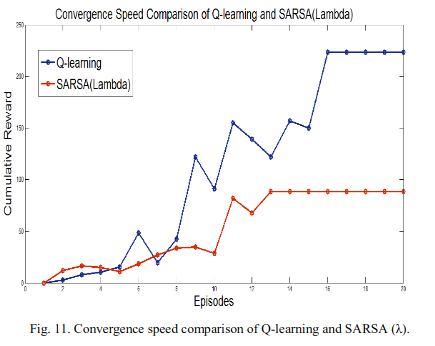 Convergence Speed Comparison of Q-learning and SARSA(Lambda)
250
200
150
100
50
0
Cumulative Reward
Q-learning
SARSA(Lambda)
0 2 4 6 8 10 12 14 16 18 20
Episodes
Fig. 11. Convergence speed comparison of Q-learning and SARSA (λ).